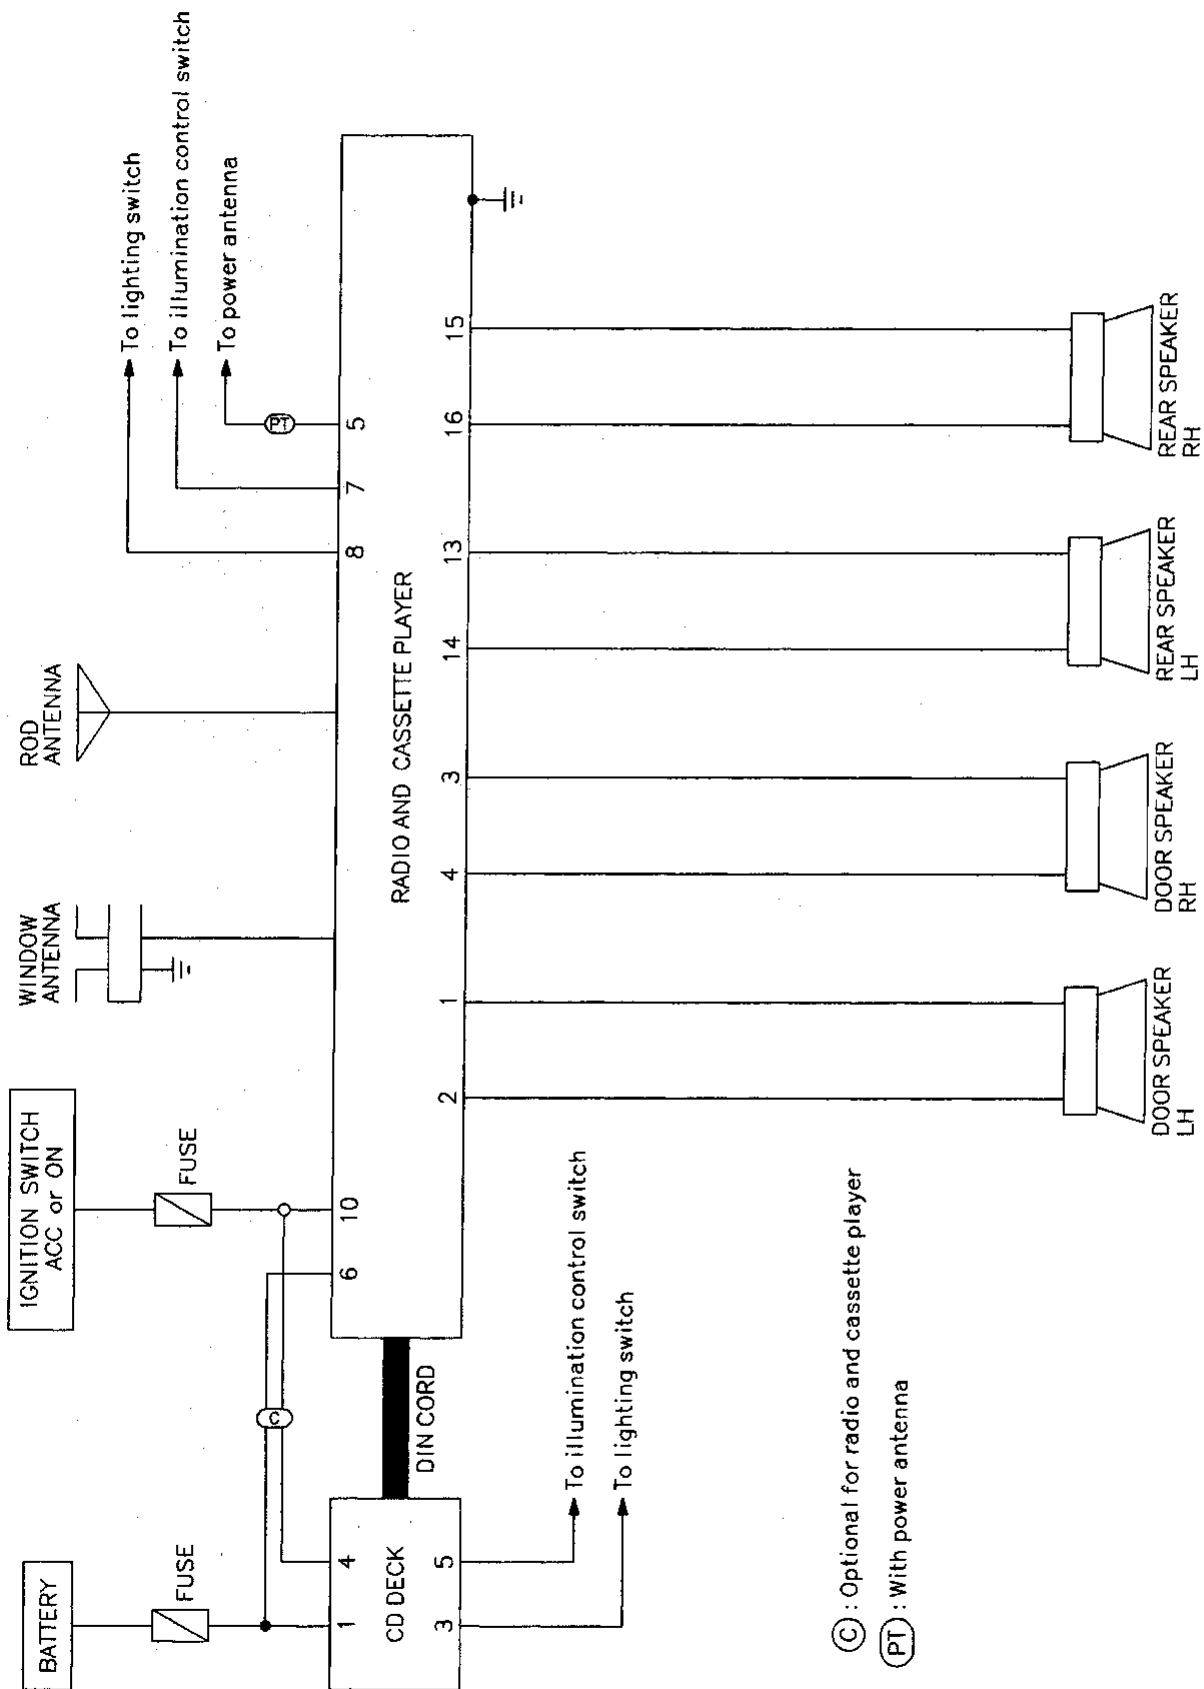 BATTERY
FUSE
IGNITION SWITCH
ACC or ON
FUSE
WINDOW
ANTENNA
ROD
ANTENNA
To lighting switch
To illumination control switch
To power antenna
C
PT
1
4
6
10
8
7
5
CD DECK
DIN CORD
RADIO AND CASSETTE PLAYER
3
5
2
1
4
3
14
13
16
15
To illumination control switch
To lighting switch
DOOR SPEAKER
LH
DOOR SPEAKER
RH
REAR SPEAKER
LH
REAR SPEAKER
RH
C : Optional for radio and cassette player
PT : With power antenna